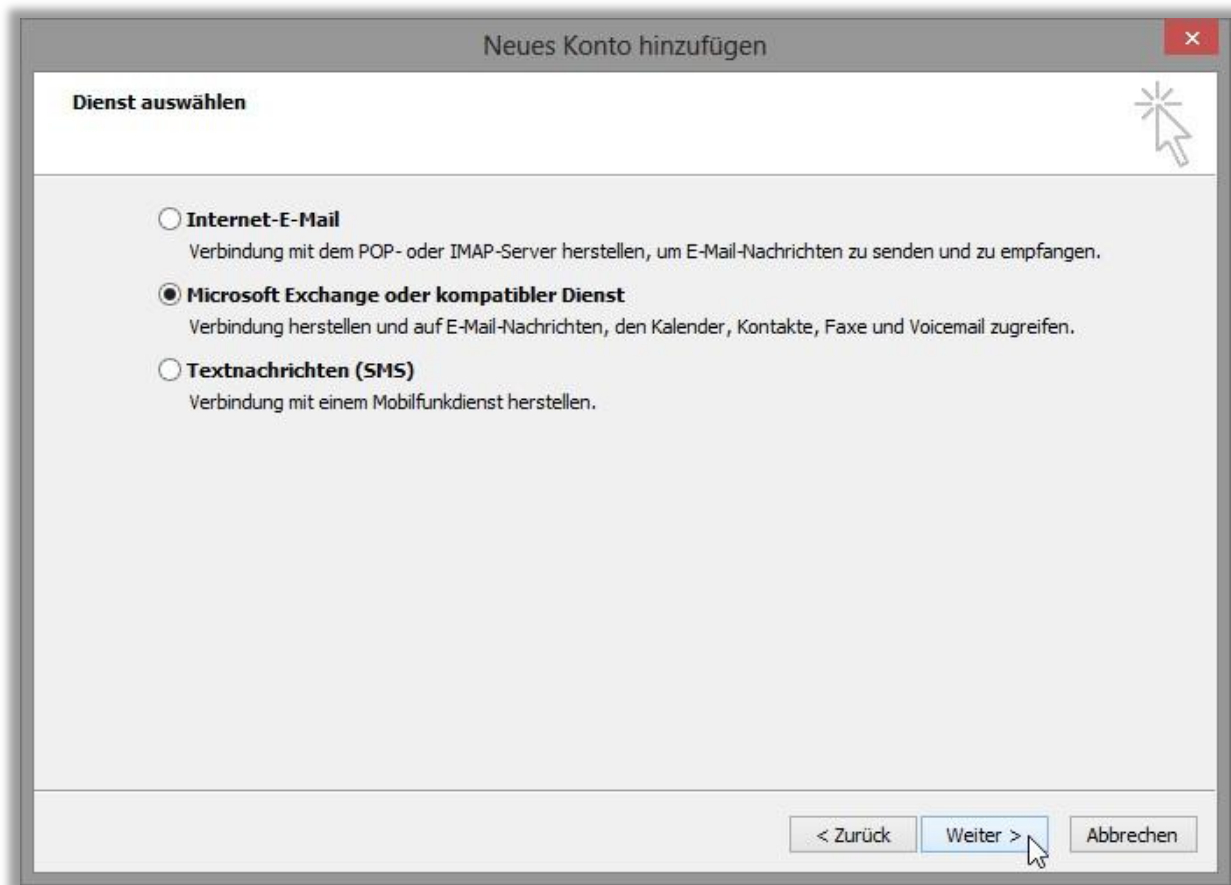 Neues Konto hinzufügen
Dienst auswählen
Internet-E-Mail
Verbindung mit dem POP- oder IMAP-Server herstellen, um E-Mail-Nachrichten zu senden und zu empfangen.
Microsoft Exchange oder kompatibler Dienst
Verbindung herstellen und auf E-Mail-Nachrichten, den Kalender, Kontakte, Faxe und Voicemail zugreifen.
Textnachrichten (SMS)
Verbindung mit einem Mobilfunkdienst herstellen.
< Zurück Weiter > Abbrechen